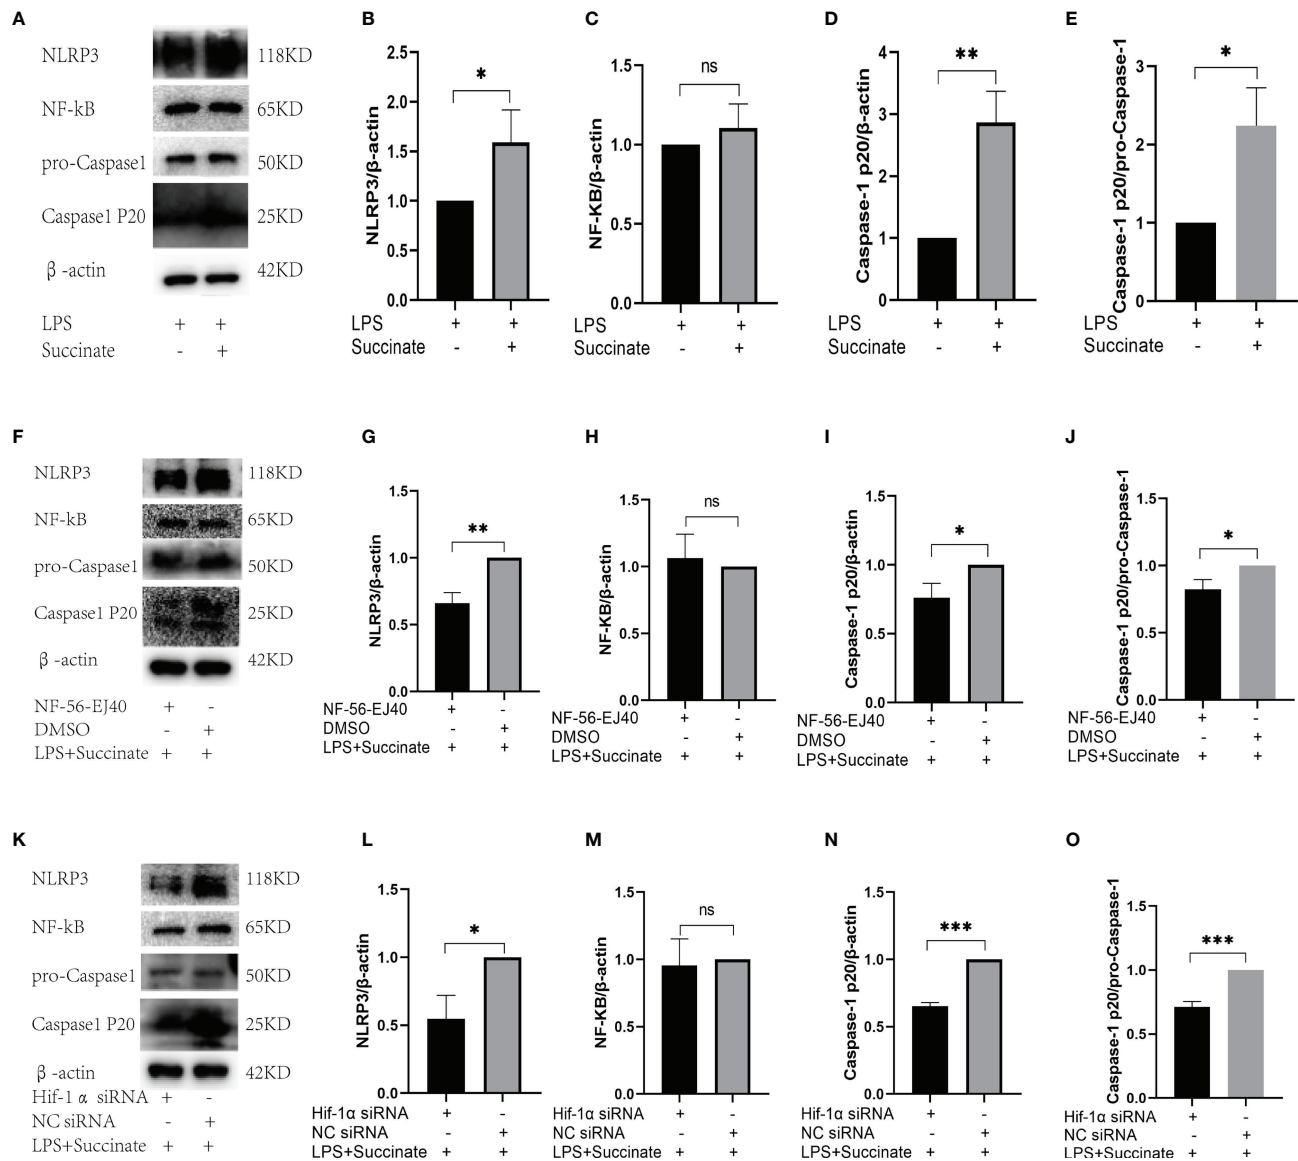 A
NLRP3 118KD
NF-kB 65KD
pro-Caspase1 50KD
Caspase1 P20 25KD
β-actin 42KD
LPS + +
Succinate - +
B
NLRP3/β-actin
2.5
2.0
1.5
1.0
0.5
0.0
*
LPS + +
Succinate - +
C
NF-KB/β-actin
1.5
1.0
0.5
0.0
ns
LPS + +
Succinate - +
D
Caspase-1 p20/β-actin
4
3
2
1
0
**
LPS + +
Succinate - +
E
Caspase-1 p20/pro-Caspase-1
3
2
1
0
*
LPS + +
Succinate - +
F
NLRP3 118KD
NF-kB 65KD
pro-Caspase1 50KD
Caspase1 P20 25KD
β-actin 42KD
NF-56-EJ40 + -
DMSO - +
LPS+Succinate + +
G
NLRP3/β-actin
1.5
1.0
0.5
0.0
**
NF-56-EJ40 + -
DMSO - +
LPS+Succinate + +
H
NF-KB/β-actin
1.5
1.0
0.5
0.0
ns
NF-56-EJ40 + -
DMSO - +
LPS+Succinate + +
I
Caspase-1 p20/β-actin
1.5
1.0
0.5
0.0
*
NF-56-EJ40 + -
DMSO - +
LPS+Succinate + +
J
Caspase-1 p20/pro-Caspase-1
1.5
1.0
0.5
0.0
*
NF-56-EJ40 + -
DMSO - +
LPS+Succinate + +
K
NLRP3 118KD
NF-kB 65KD
pro-Caspase1 50KD
Caspase1 P20 25KD
β-actin 42KD
Hif-1 α siRNA + -
NC siRNA - +
LPS+Succinate + +
L
NLRP3/β-actin
1.5
1.0
0.5
0.0
*
Hif-1α siRNA + -
NC siRNA - +
LPS+Succinate + +
M
NF-KB/β-actin
1.5
1.0
0.5
0.0
ns
Hif-1α siRNA + -
NC siRNA - +
LPS+Succinate + +
N
Caspase-1 p20/β-actin
1.5
1.0
0.5
0.0
***
Hif-1α siRNA + -
NC siRNA - +
LPS+Succinate + +
O
Caspase-1 p20/pro-Caspase-1
1.5
1.0
0.5
0.0
***
Hif-1α siRNA + -
NC siRNA - +
LPS+Succinate + +